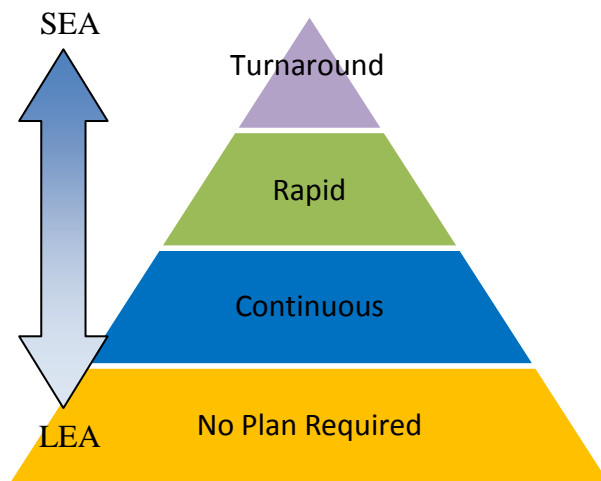 SEA
Turnaround
Rapid
Continuous
No Plan Required
LEA